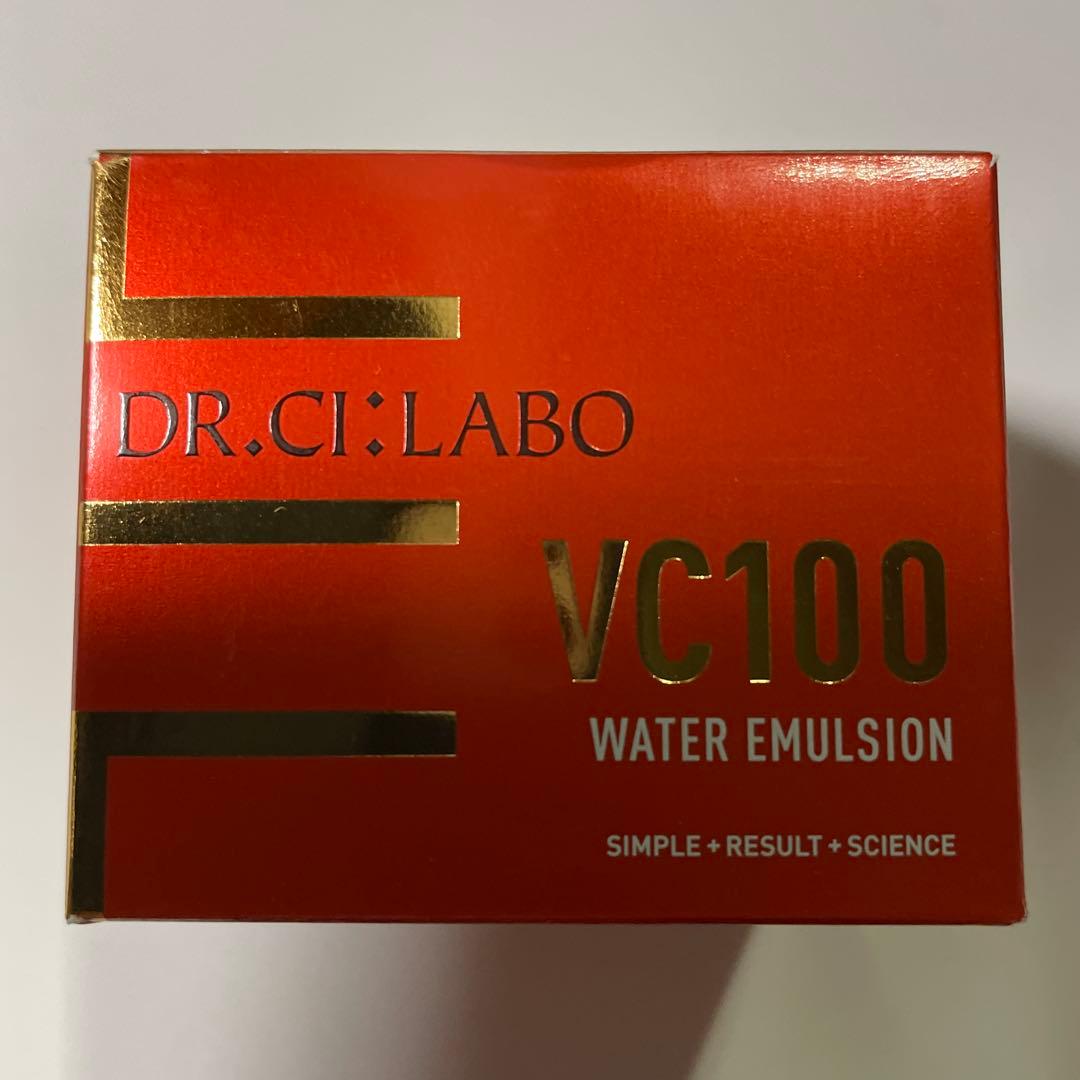 DR.CI:LABO
VC100
WATER EMULSION
SIMPLE + RESULT + SCIENCE